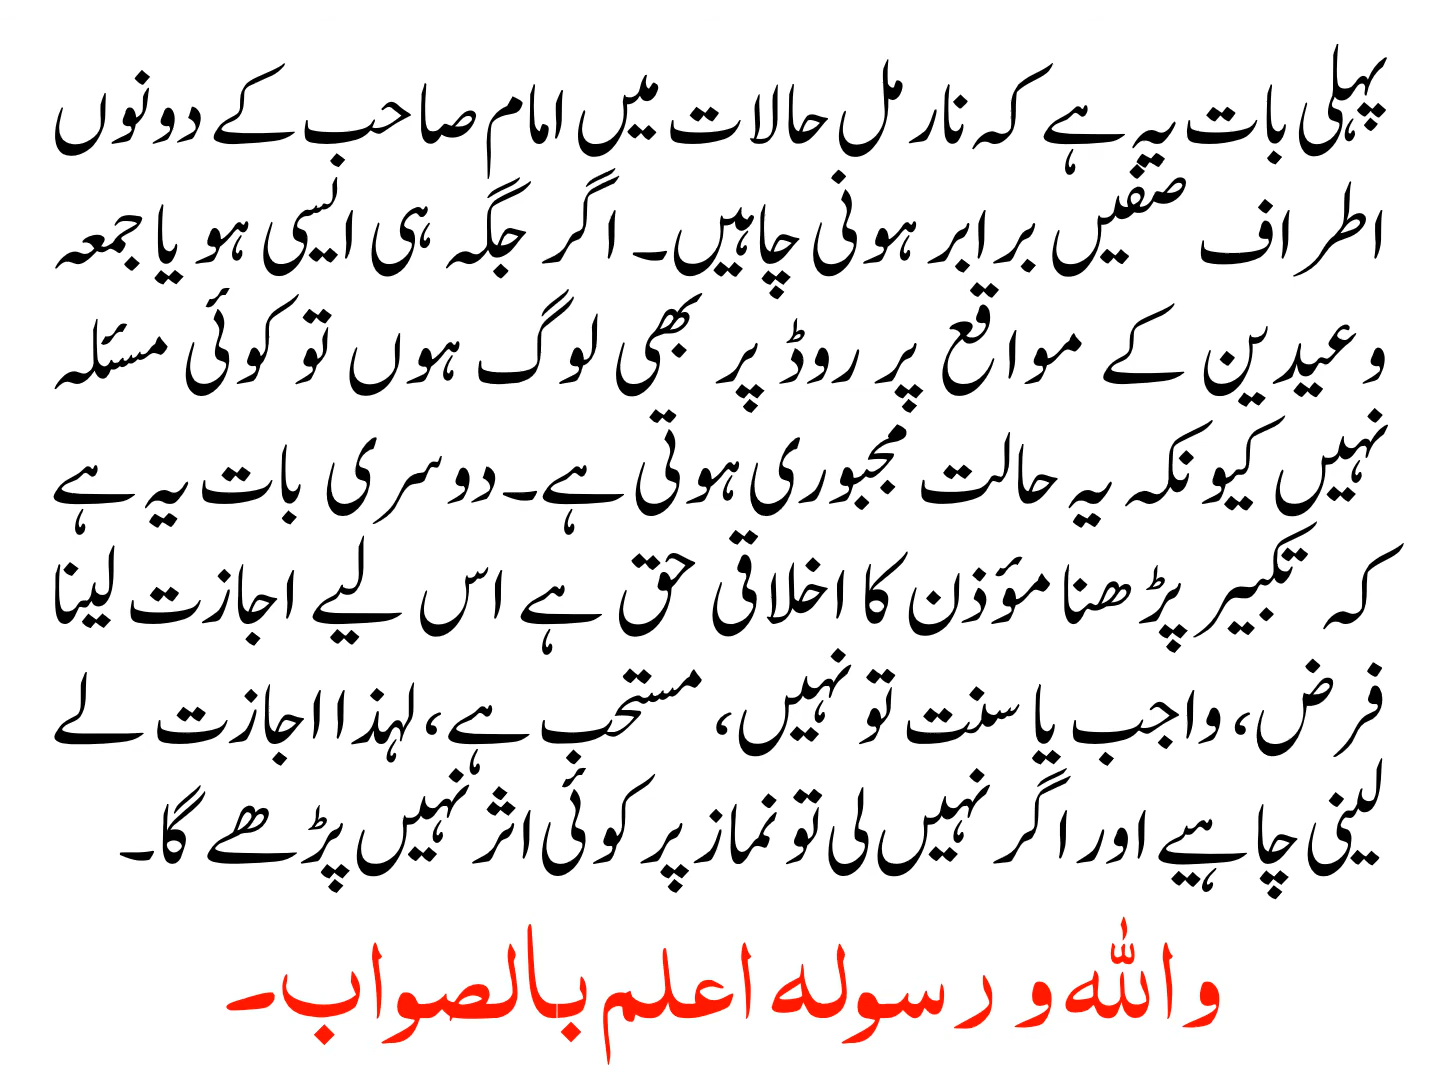 پہلی بات یہ ہے کہ نارمل حالات میں امام صاحب کے دونوں
اطراف صفیں برابر ہونی چاہیں۔ اگر جگہ ہی ایسی ہو یا جمعہ
و عیدین کے مواقع پر روڈ پر بھی لوگ ہوں تو کوئی مسئلہ
نہیں کیونکہ یہ حالت مجبوری ہوتی ہے۔ دوسری بات یہ ہے
کہ تکبیر پڑھنا مؤذن کا اخلاقی حق ہے اس لیے اجازت لینا
فرض، واجب یا سنت تو نہیں، مستحب ہے، لہذا اجازت لے
لینی چاہیے اور اگر نہیں لی تو نماز پر کوئی اثر نہیں پڑھے گا۔
واللہ و رسولہ اعلم بالصواب۔